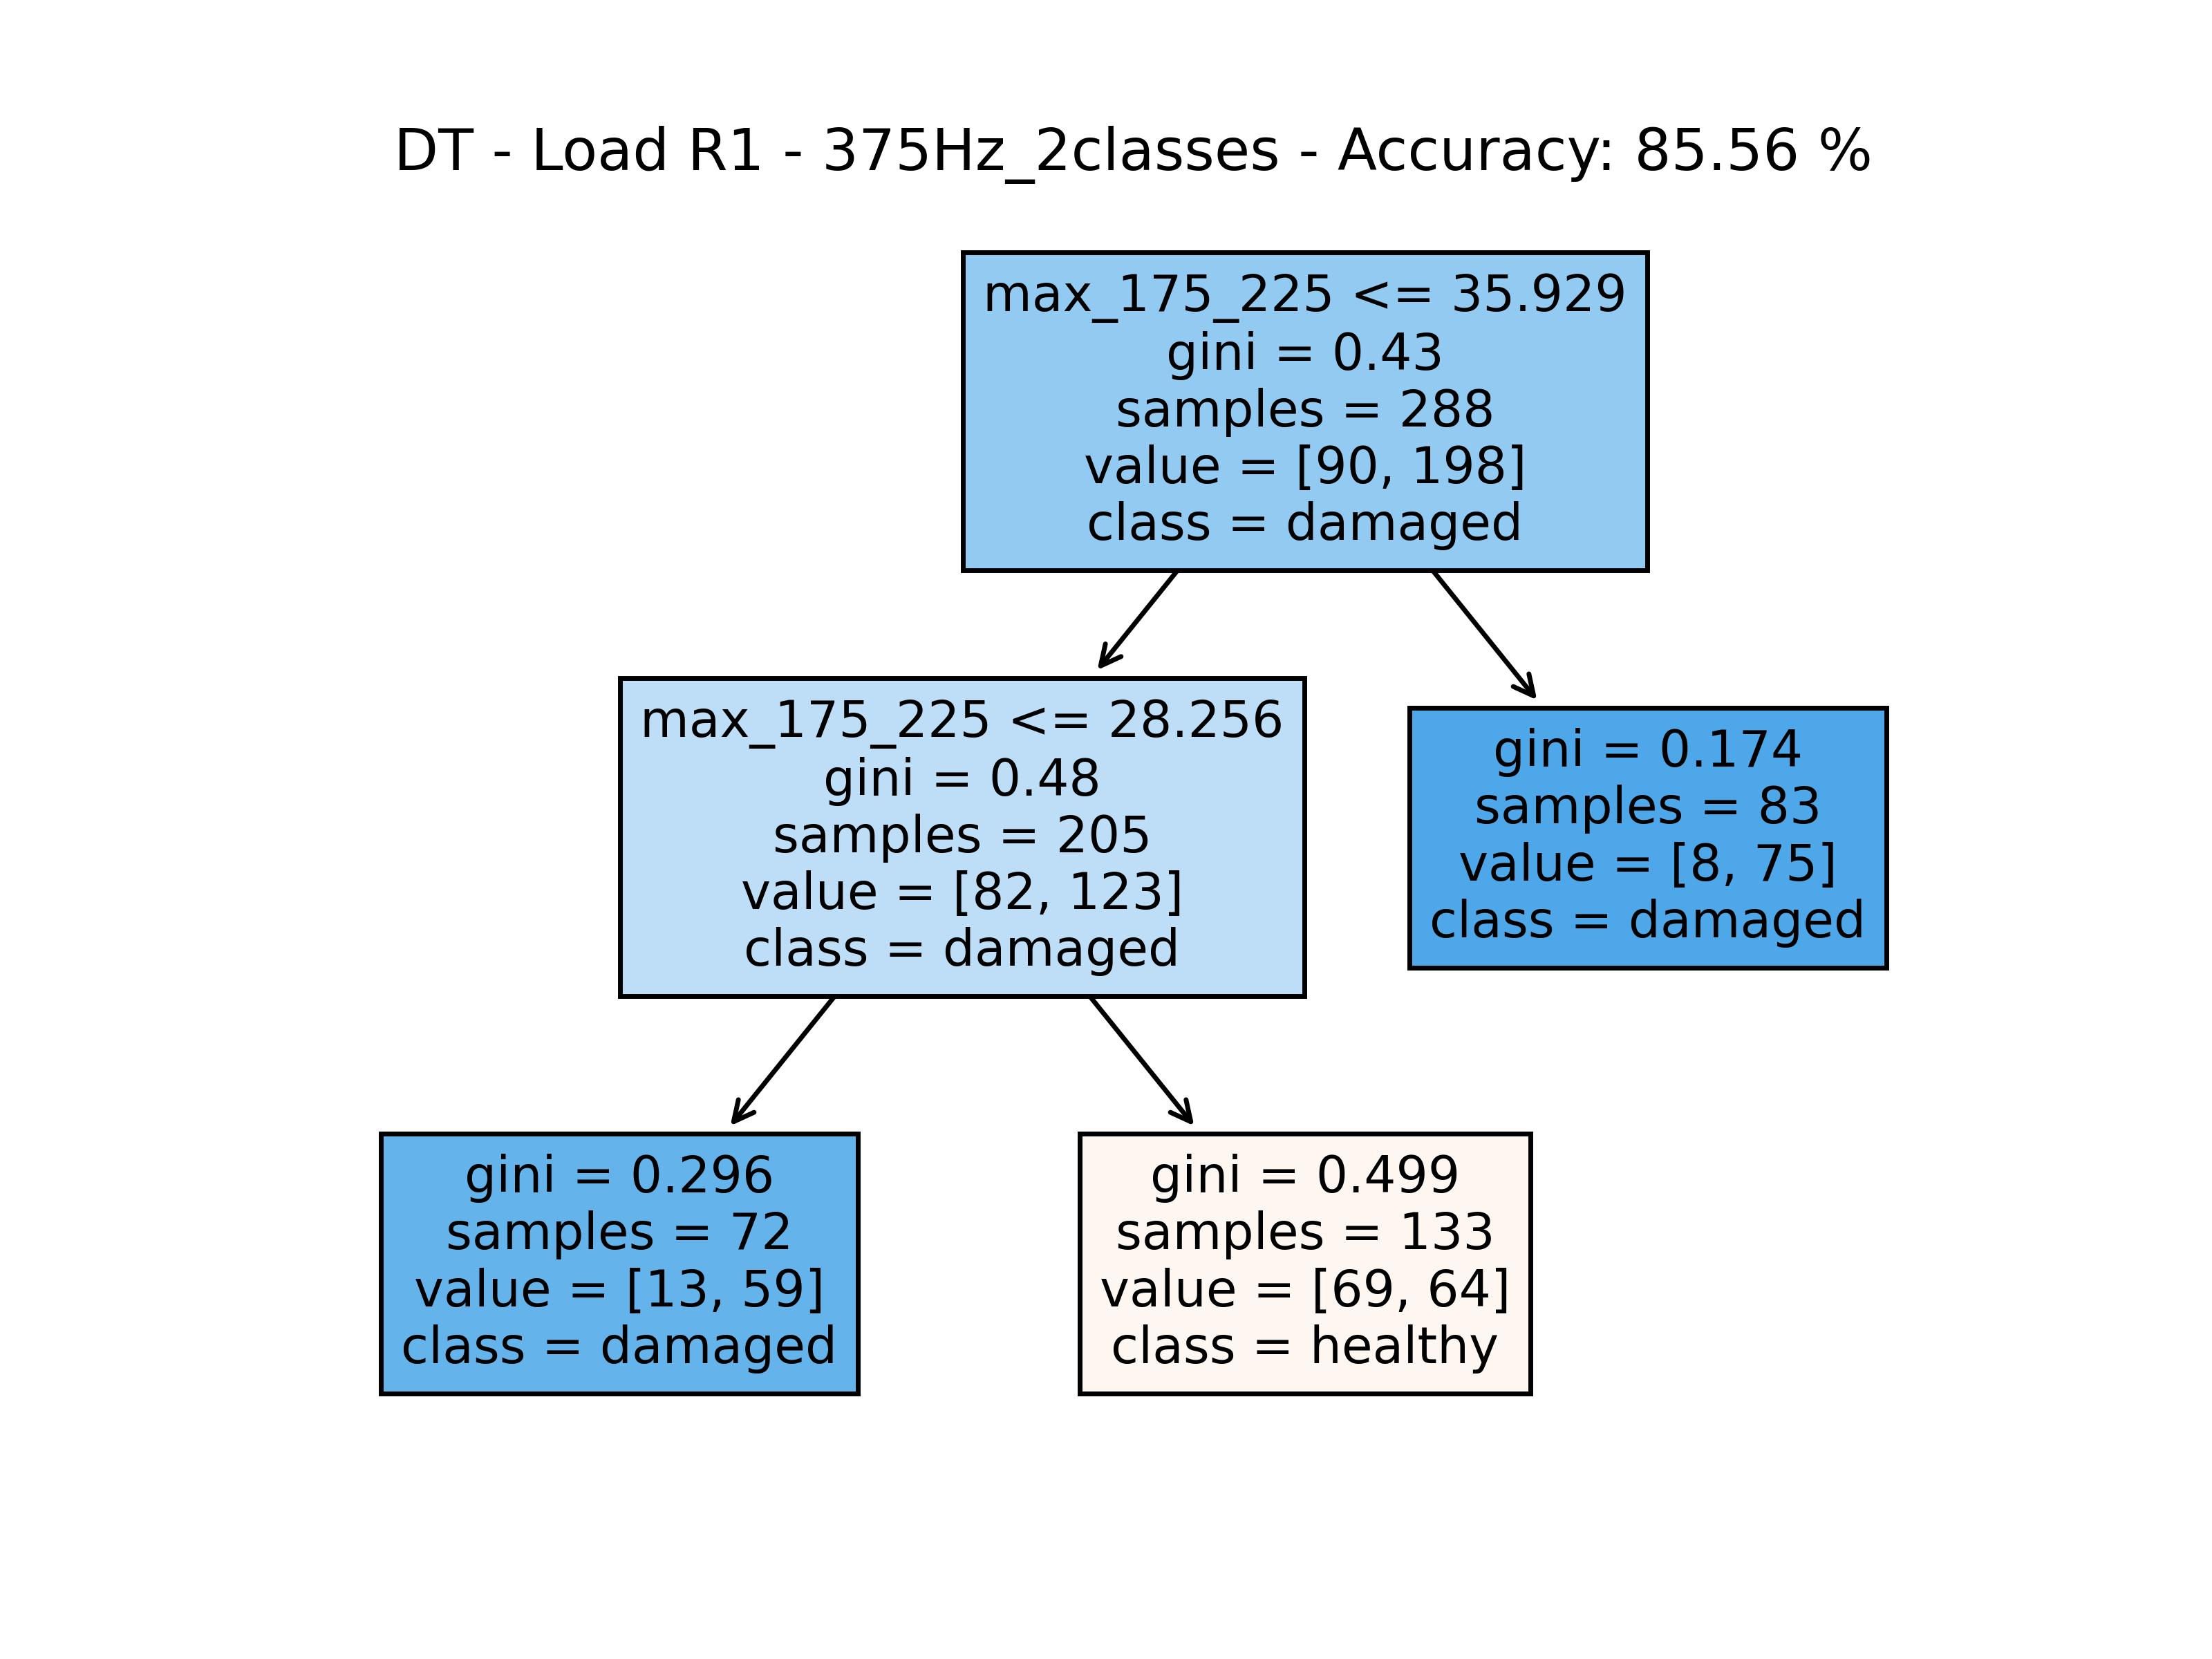 DT - Load R1 - 375Hz_2classes - Accuracy: 85.56 %
max_175_225 <= 35.929
gini = 0.43
samples = 288
value = [90, 198]
class = damaged
max_175_225 <= 28.256
gini = 0.48
samples = 205
value = [82, 123]
class = damaged
gini = 0.174
samples = 83
value = [8, 75]
class = damaged
gini = 0.296
samples = 72
value = [13, 59]
class = damaged
gini = 0.499
samples = 133
value = [69, 64]
class = healthy